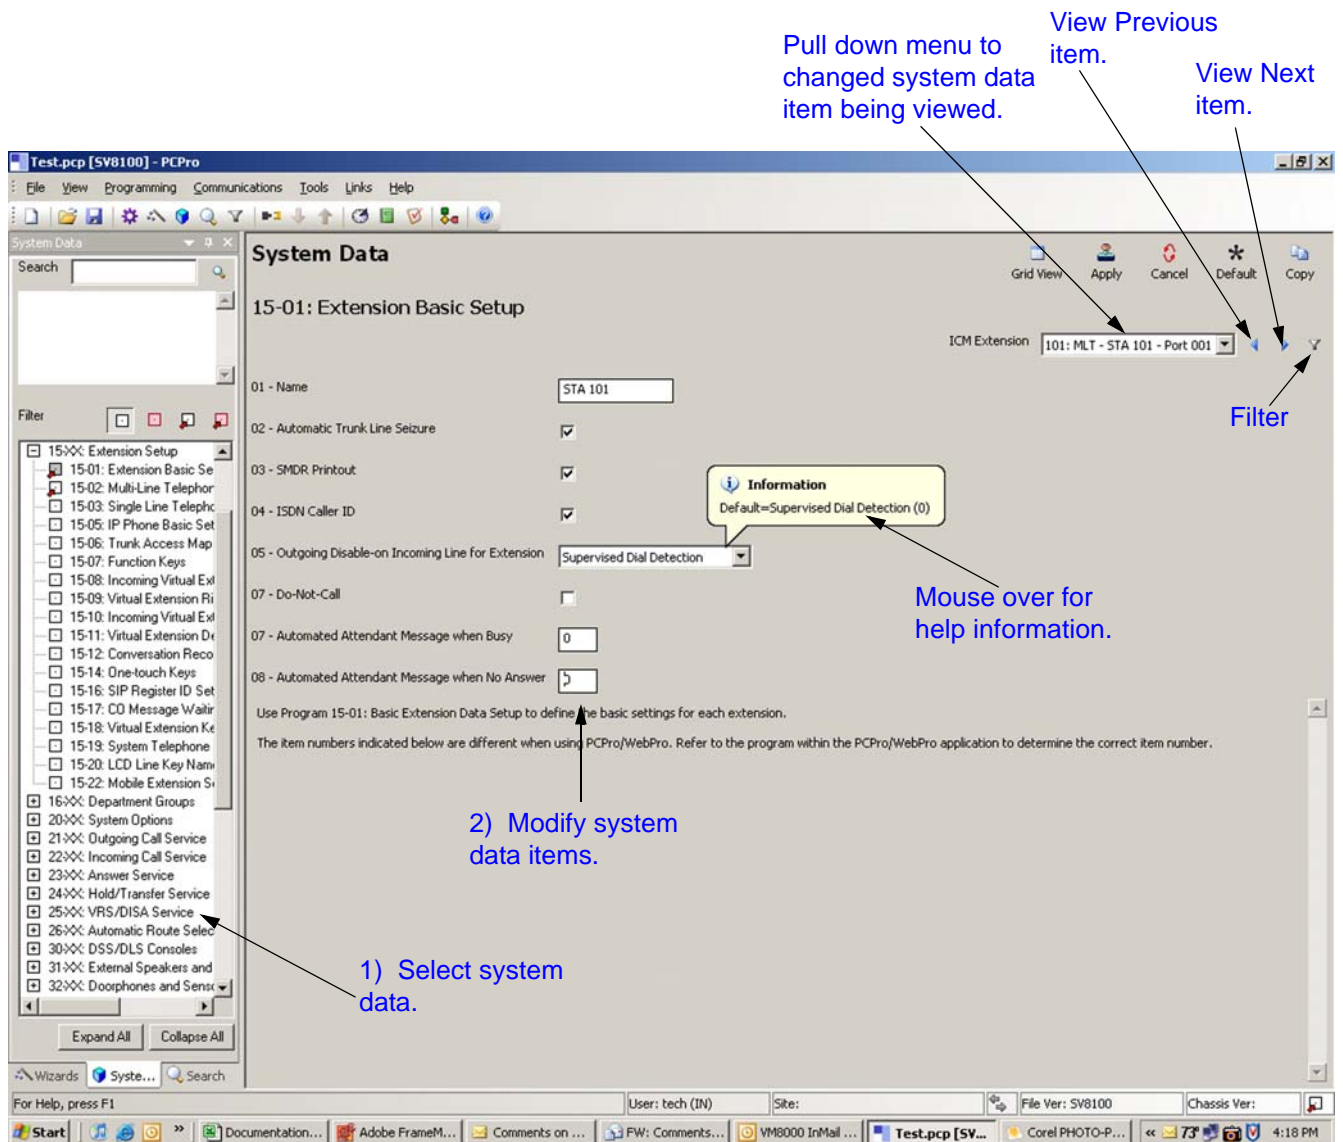 View Previous
item.
Pull down menu to
changed system data
item being viewed.
View Next
item.
Test.pcp [SV8100] - PCPro
File View Programming Communications Tools Links Help
System Data
Search
Filter
15-XX: Extension Setup
15-01: Extension Basic Se
15-02: Multi-Line Telephor
15-03: Single Line Telepho
15-05: IP Phone Basic Set
15-06: Trunk Access Map
15-07: Function Keys
15-08: Incoming Virtual Ext
15-09: Virtual Extension Ri
15-10: Incoming Virtual Ext
15-11: Virtual Extension De
15-12: Conversation Reco
15-14: One-touch Keys
15-16: SIP Register ID Set
15-17: CO Message Waitir
15-18: Virtual Extension Ke
15-19: System Telephone
15-20: LCD Line Key Name
15-22: Mobile Extension Se
16-XX: Department Groups
20-XX: System Options
21-XX: Outgoing Call Service
22-XX: Incoming Call Service
23-XX: Answer Service
24-XX: Hold/Transfer Service
25-XX: VRS/DISA Service
26-XX: Automatic Route Selec
30-XX: DSS/DLS Consoles
31-XX: External Speakers and
32-XX: Doorphones and Senso
Expand All Collapse All
Wizards Syste... Search
System Data
Grid View Apply Cancel Default Copy
15-01: Extension Basic Setup
ICM Extension 101: MLT - STA 101 - Port 001
Filter
01 - Name STA 101
02 - Automatic Trunk Line Seizure
03 - SMDR Printout
04 - ISDN Caller ID
Information
Default=Supervised Dial Detection (0)
05 - Outgoing Disable-on Incoming Line for Extension Supervised Dial Detection
07 - Do-Not-Call
Mouse over for
help information.
07 - Automated Attendant Message when Busy 0
08 - Automated Attendant Message when No Answer
Use Program 15-01: Basic Extension Data Setup to define the basic settings for each extension.
The item numbers indicated below are different when using PCPro/WebPro. Refer to the program within the PCPro/WebPro application to determine the correct item number.
2) Modify system
data items.
1) Select system
data.
For Help, press F1 User: tech (IN) Site: File Ver: SV8100 Chassis Ver:
Start » Documentation... Adobe FrameM... Comments on ... FW: Comments... VM8000 InMail ... Test.pcp [SV... Corel PHOTO-P... « 73° 4:18 PM